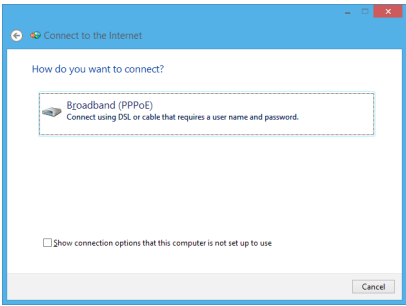 Connect to the Internet
How do you want to connect?
Broadband (PPPoE)
Connect using DSL or cable that requires a user name and password.
Show connection options that this computer is not set up to use
Cancel